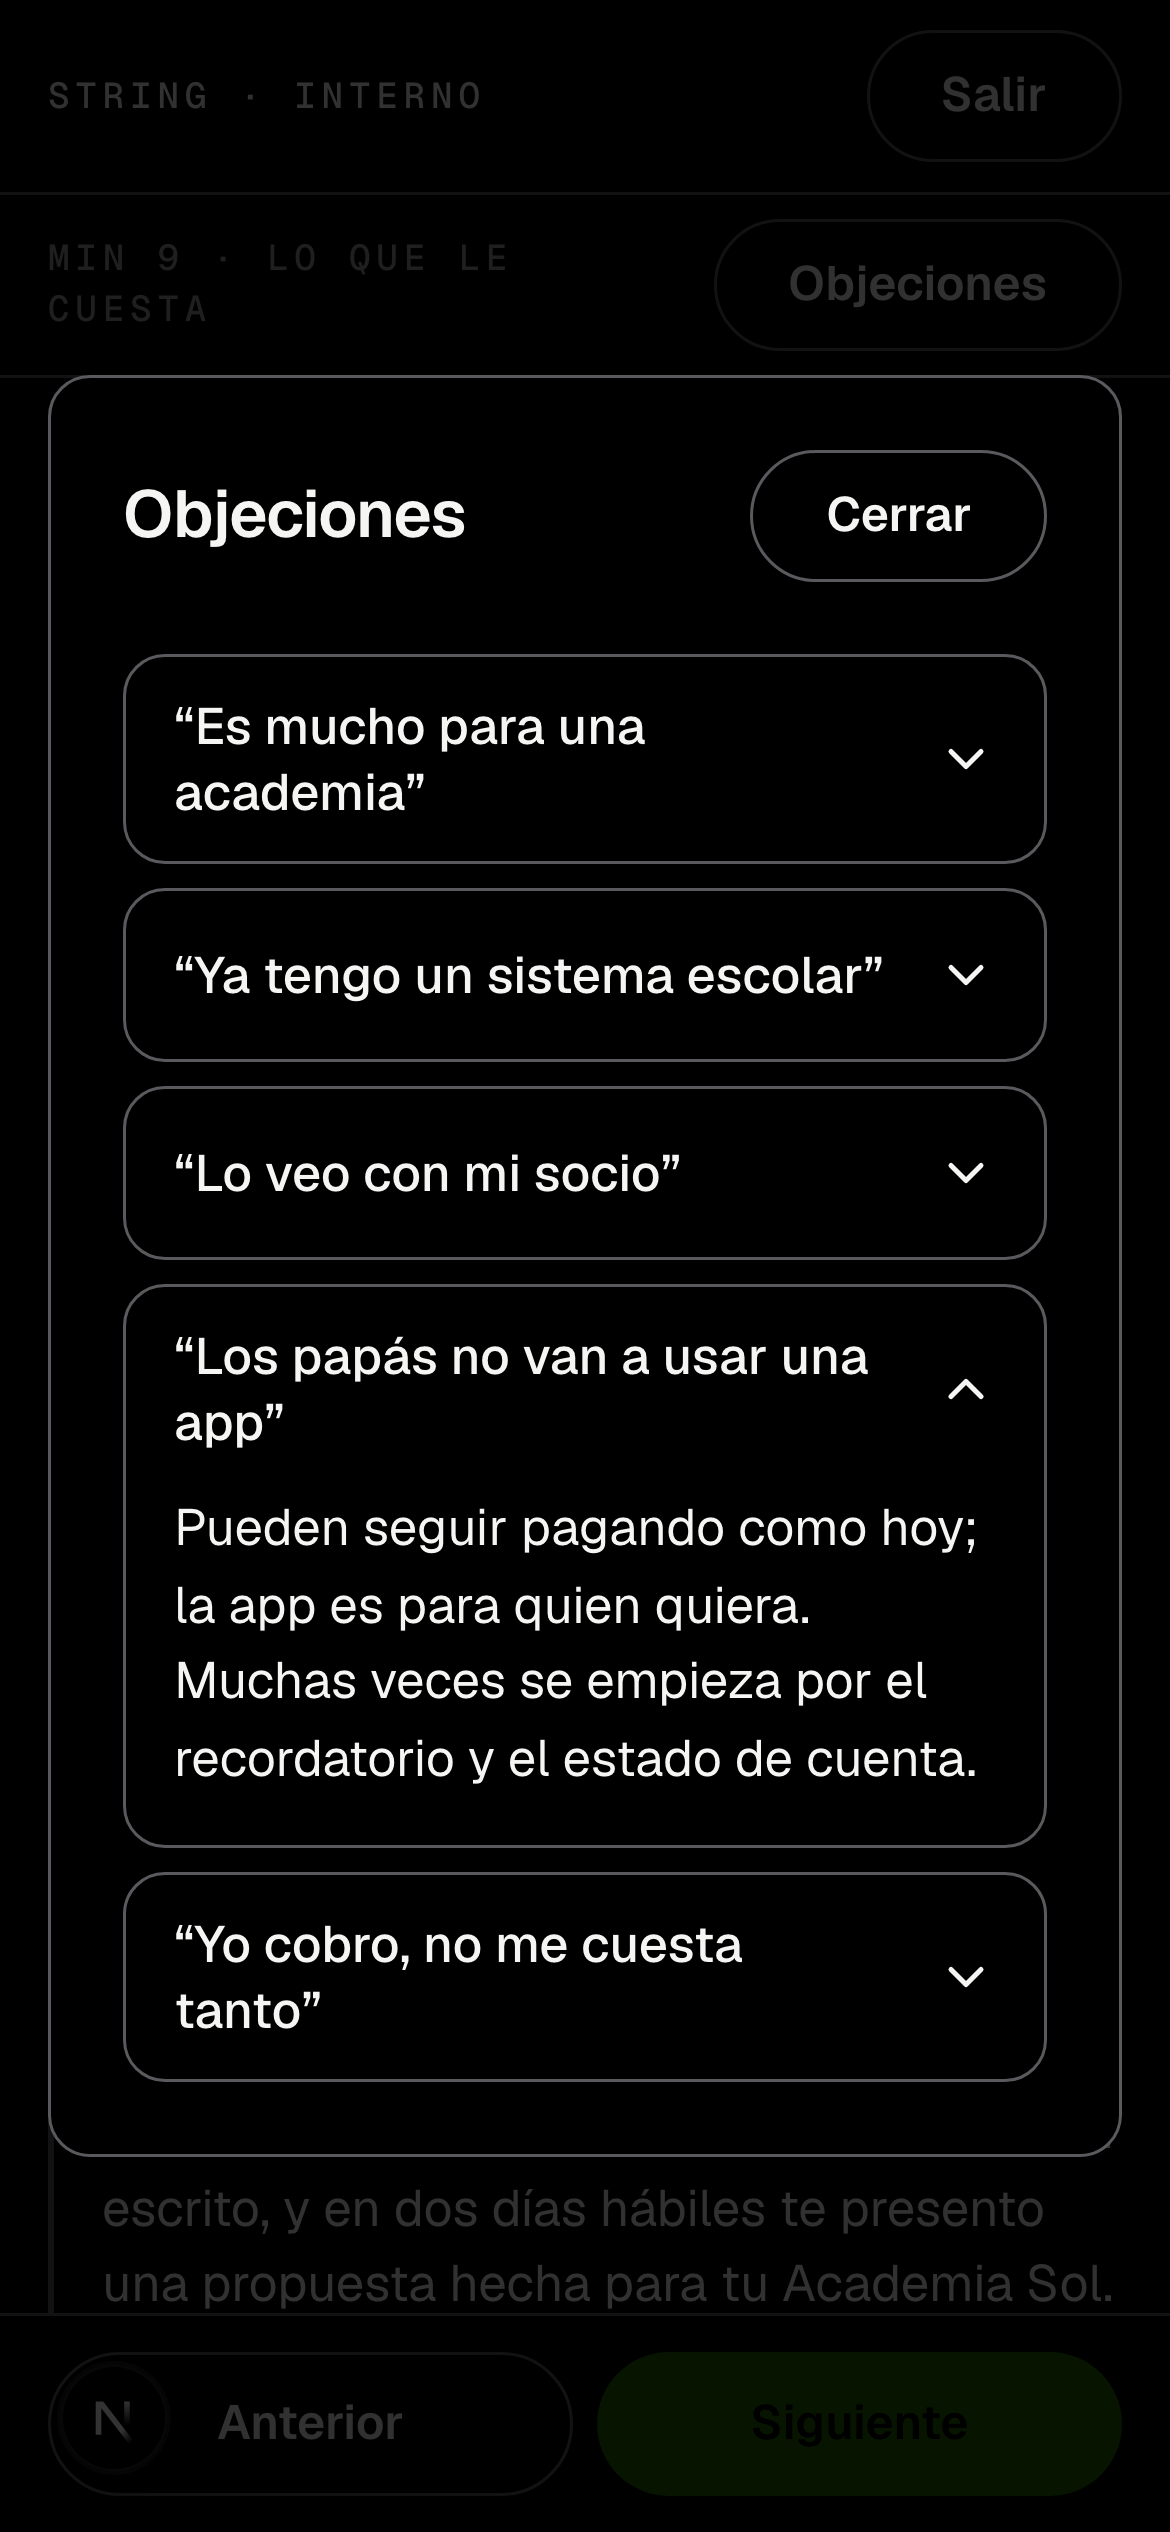 STRING · INTERNO
Salir
MIN 9 · LO QUE LE
CUESTA
Objeciones
Objeciones
Cerrar
“Es mucho para una
academia”
“Ya tengo un sistema escolar”
“Lo veo con mi socio”
“Los papás no van a usar una
app”
Pueden seguir pagando como hoy;
la app es para quien quiera.
Muchas veces se empieza por el
recordatorio y el estado de cuenta.
“Yo cobro, no me cuesta
tanto”
escrito, y en dos días hábiles te presento
una propuesta hecha para tu Academia Sol.
N
Anterior
Siguiente